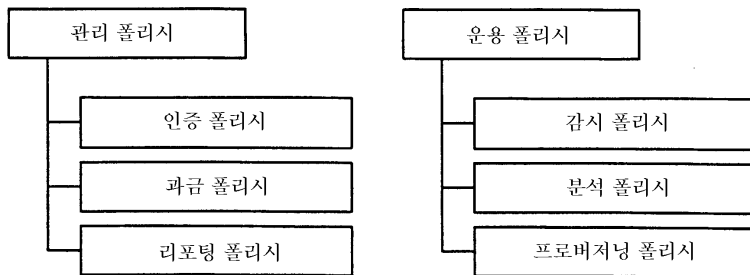 관리 폴리시
인증 폴리시
과금 폴리시
리포팅 폴리시
운용 폴리시
감시 폴리시
분석 폴리시
프로버저닝 폴리시